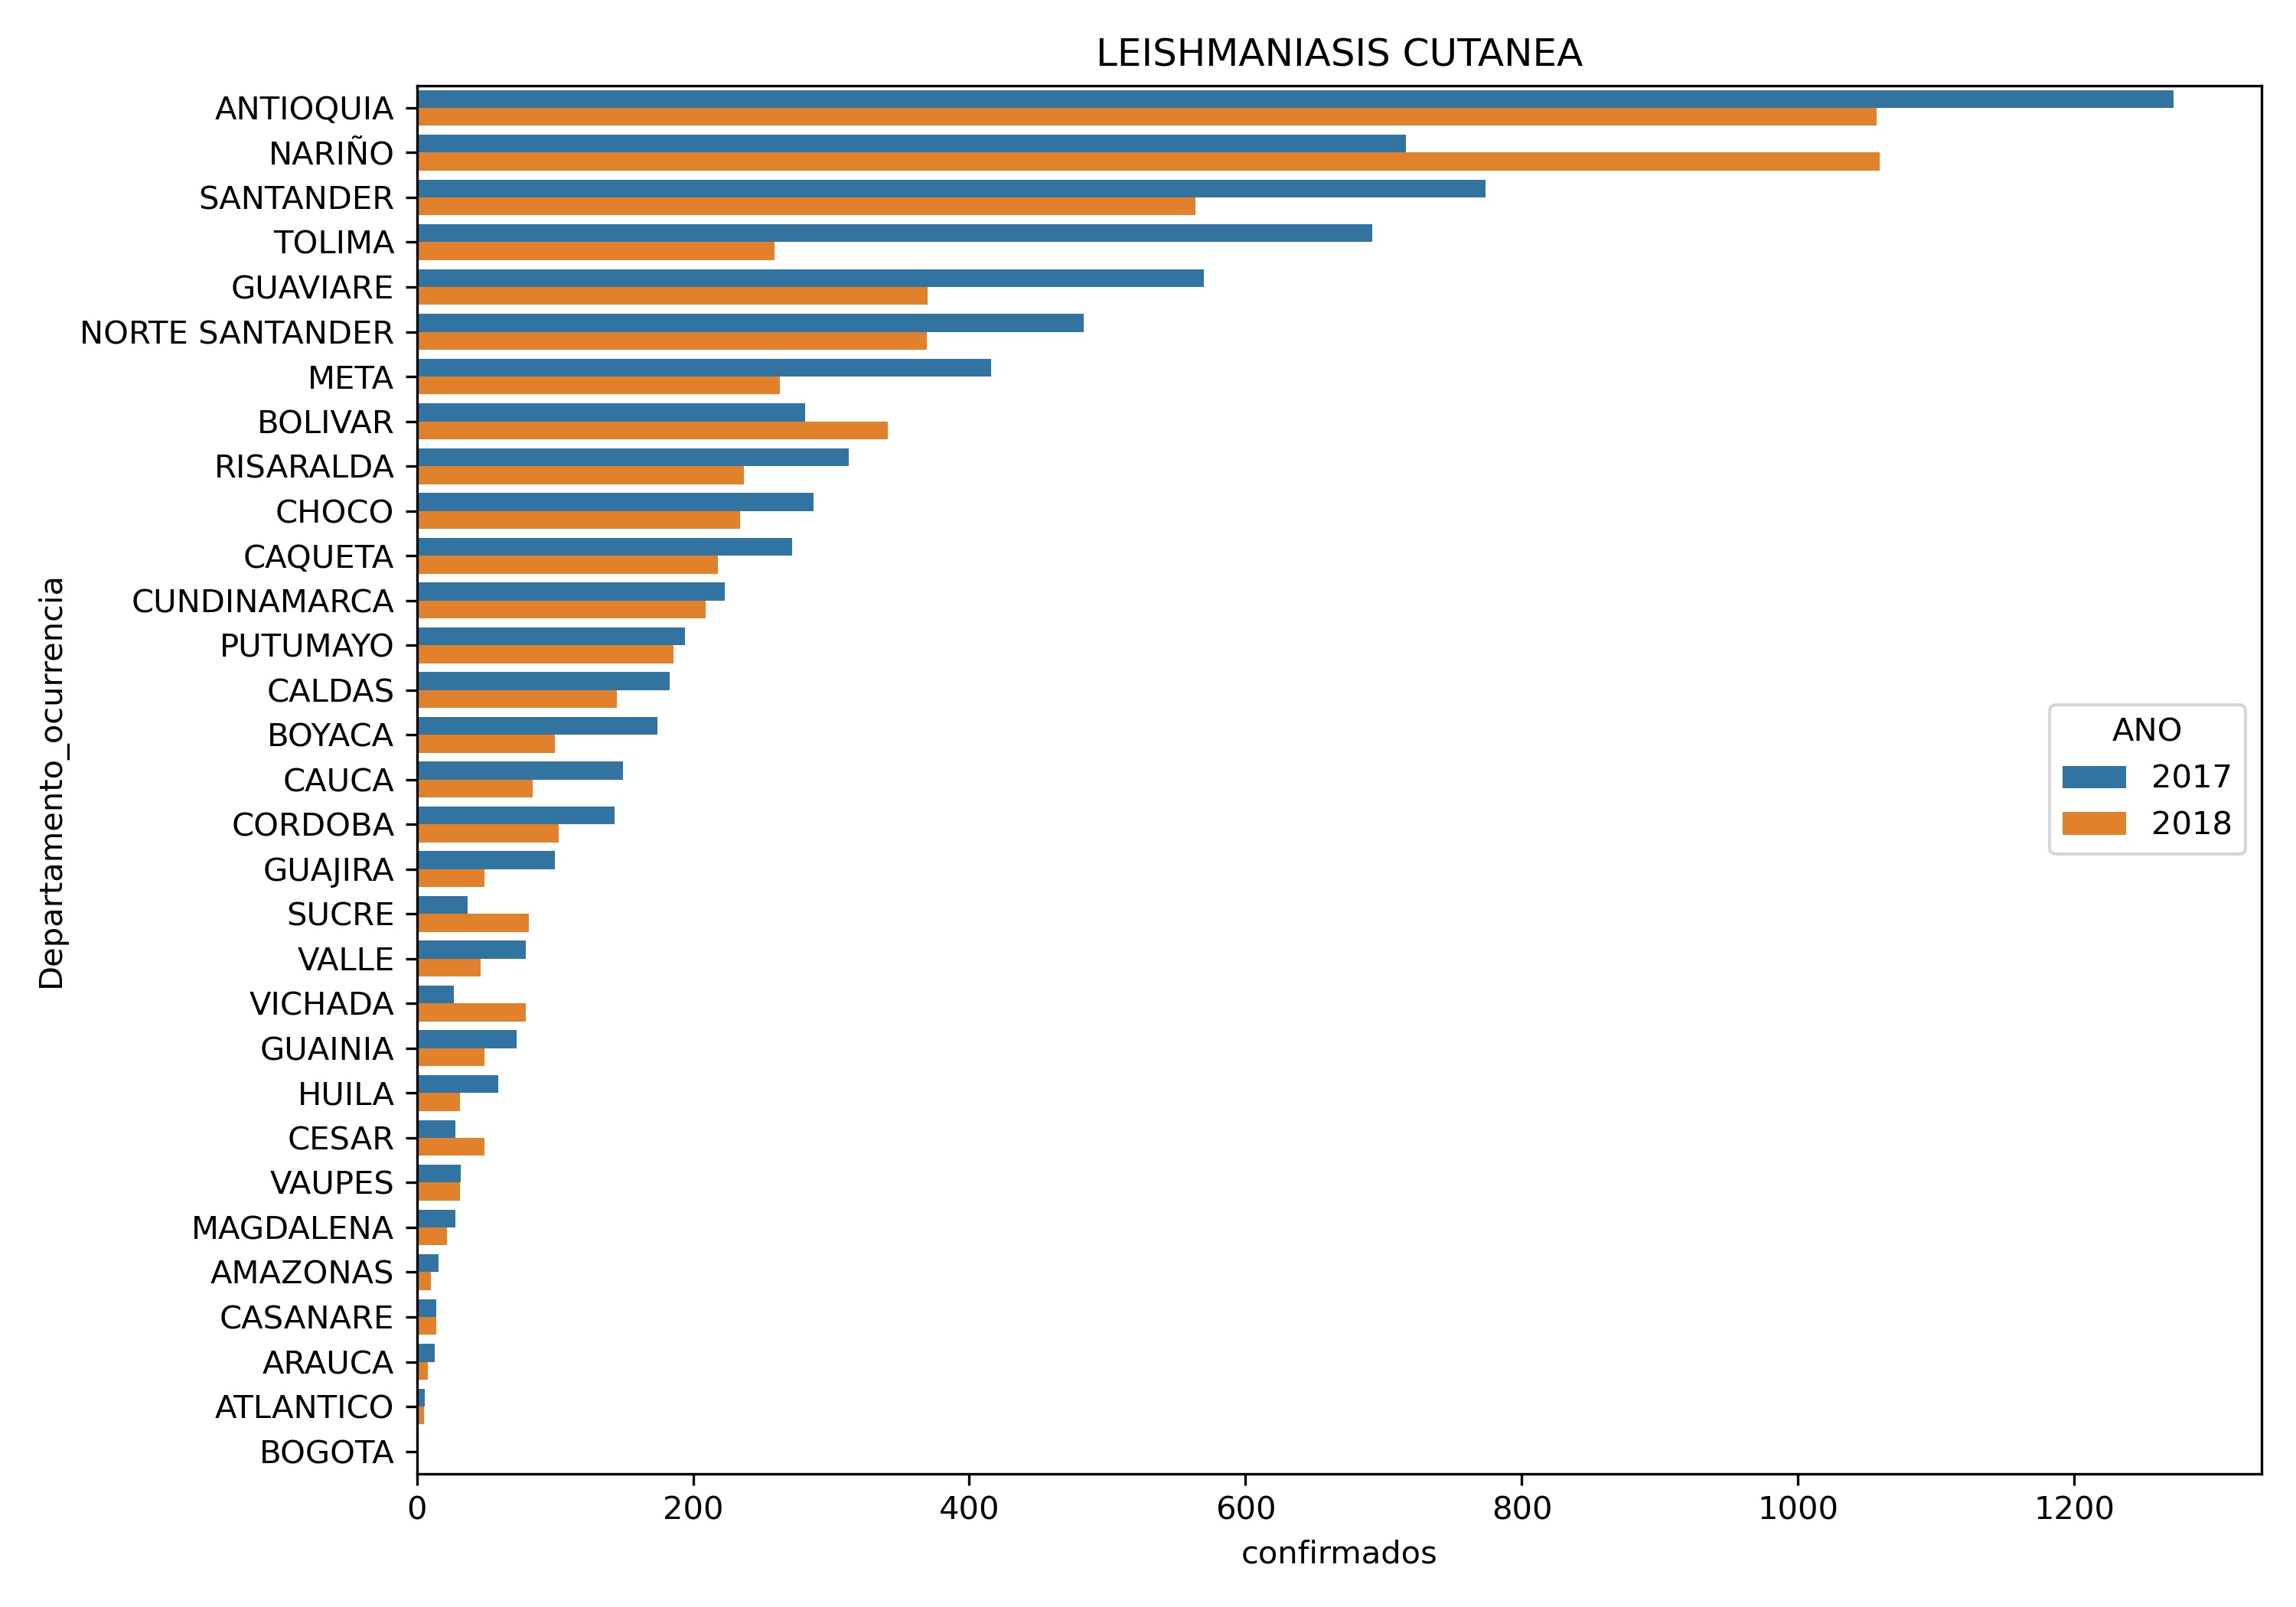 LEISHMANIASIS CUTANEA
ANTIOQUIA
NARIÑO
SANTANDER
TOLIMA
GUAVIARE
NORTE SANTANDER
META
BOLIVAR
RISARALDA
CHOCO
CAQUETA
CUNDINAMARCA
PUTUMAYO
CALDAS
BOYACA
CAUCA
CORDOBA
GUAJIRA
SUCRE
VALLE
VICHADA
GUAINIA
HUILA
CESAR
VAUPES
MAGDALENA
AMAZONAS
CASANARE
ARAUCA
ATLANTICO
BOGOTA
Departamento_ocurrencia
ANO
2017
2018
0 200 400 600 800 1000 1200
confirmados